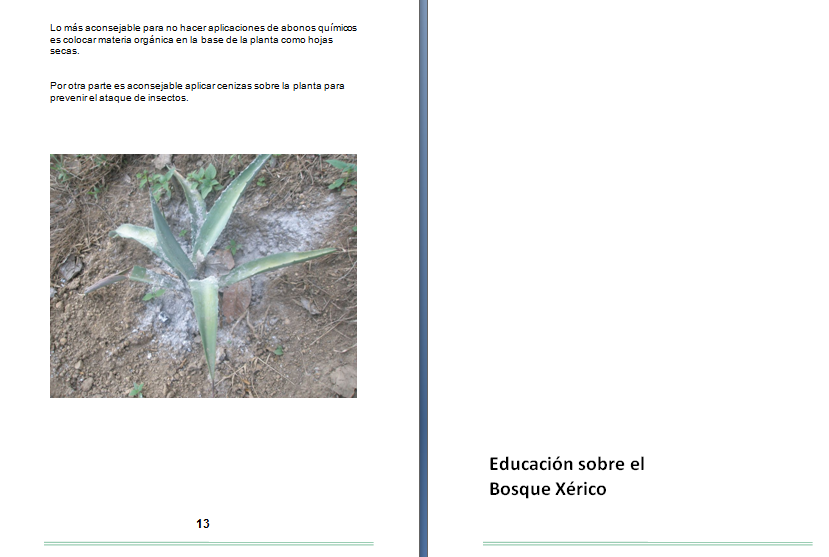 Lo más aconsejable para no hacer aplicaciones de abonos químicos
es colocar materia orgánica en la base de la planta como hojas
secas.
Por otra parte es aconsejable aplicar cenizas sobre la planta para
prevenir el ataque de insectos.
13
Educación sobre el
Bosque Xérico